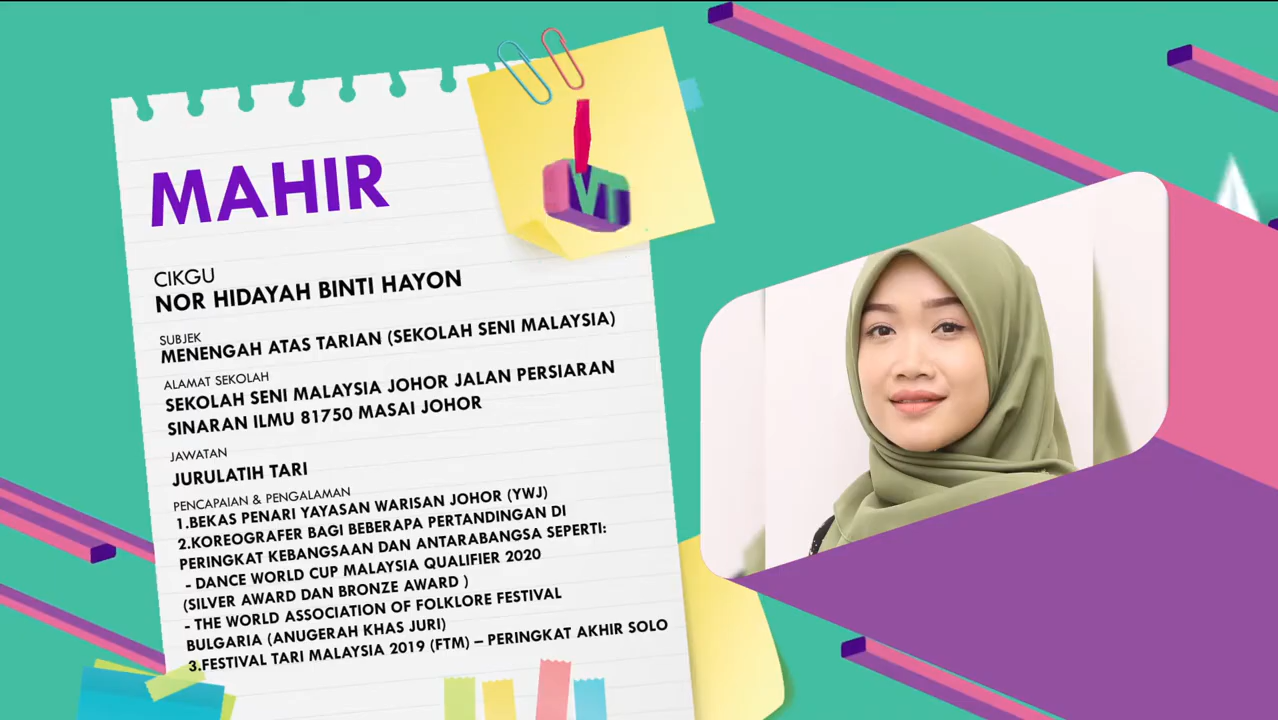 MAHIR
CIKGU
NOR HIDAYAH BINTI HAYON
SUBJEK
MENENGAH ATAS TARIAN (SEKOLAH SENI MALAYSIA)
ALAMAT SEKOLAH
SEKOLAH SENI MALAYSIA JOHOR JALAN PERSIARAN
SINARAN ILMU 81750 MASAI JOHOR
JAWATAN
JURULATIH TARI
PENCAPAIAN & PENGALAMAN
1.BEKAS PENARI YAYASAN WARISAN JOHOR (YWJ)
2.KOREOGRAFER BAGI BEBERAPA PERTANDINGAN DI
PERINGKAT KEBANGSAAN DAN ANTARABANGSA SEPERTI:
- DANCE WORLD CUP MALAYSIA QUALIFIER 2020
(SILVER AWARD DAN BRONZE AWARD )
- THE WORLD ASSOCIATION OF FOLKLORE FESTIVAL
BULGARIA (ANUGERAH KHAS JURI)
3.FESTIVAL TARI MALAYSIA 2019 (FTM) – PERINGKAT AKHIR SOLO